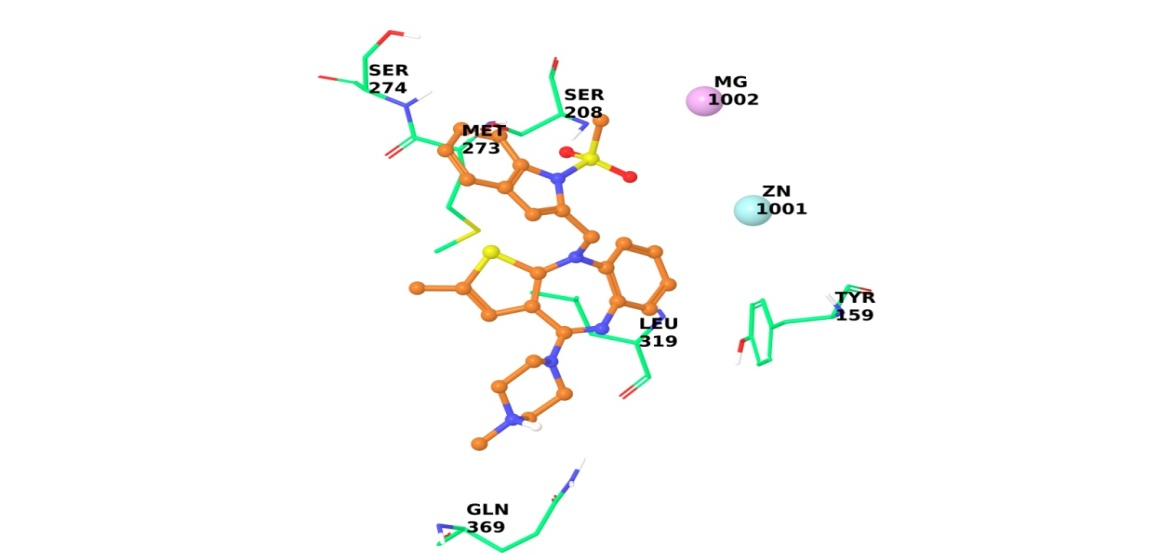 SER
274
SER
208
MG
1002
MET
273
ZN
1001
TYR
159
LEU
319
GLN
369